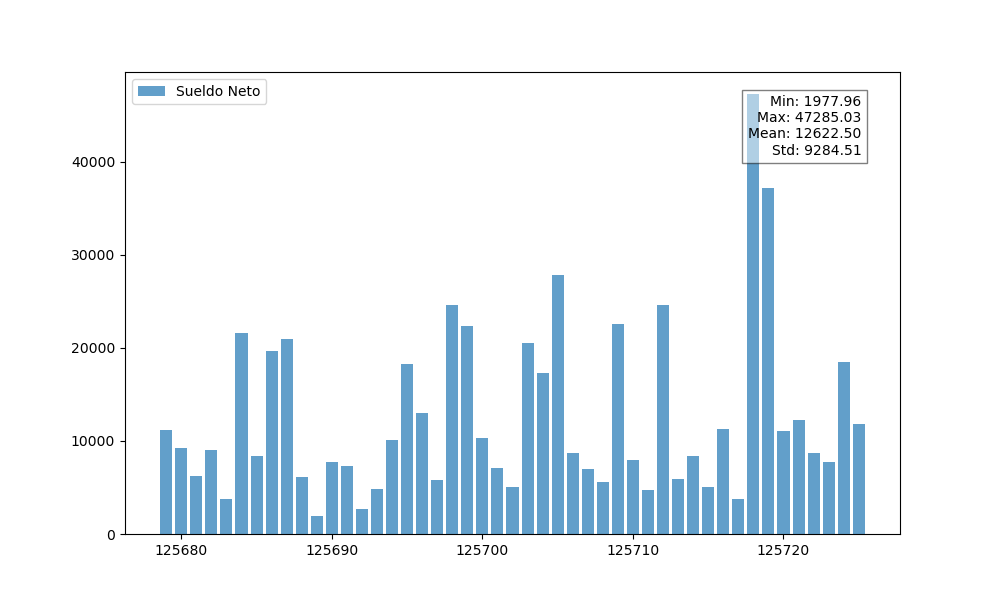 Sueldo Neto
Min: 1977.96
Max: 47285.03
Mean: 12622.50
Std: 9284.51
40000
30000
20000
10000
0
125680 125690 125700 125710 125720